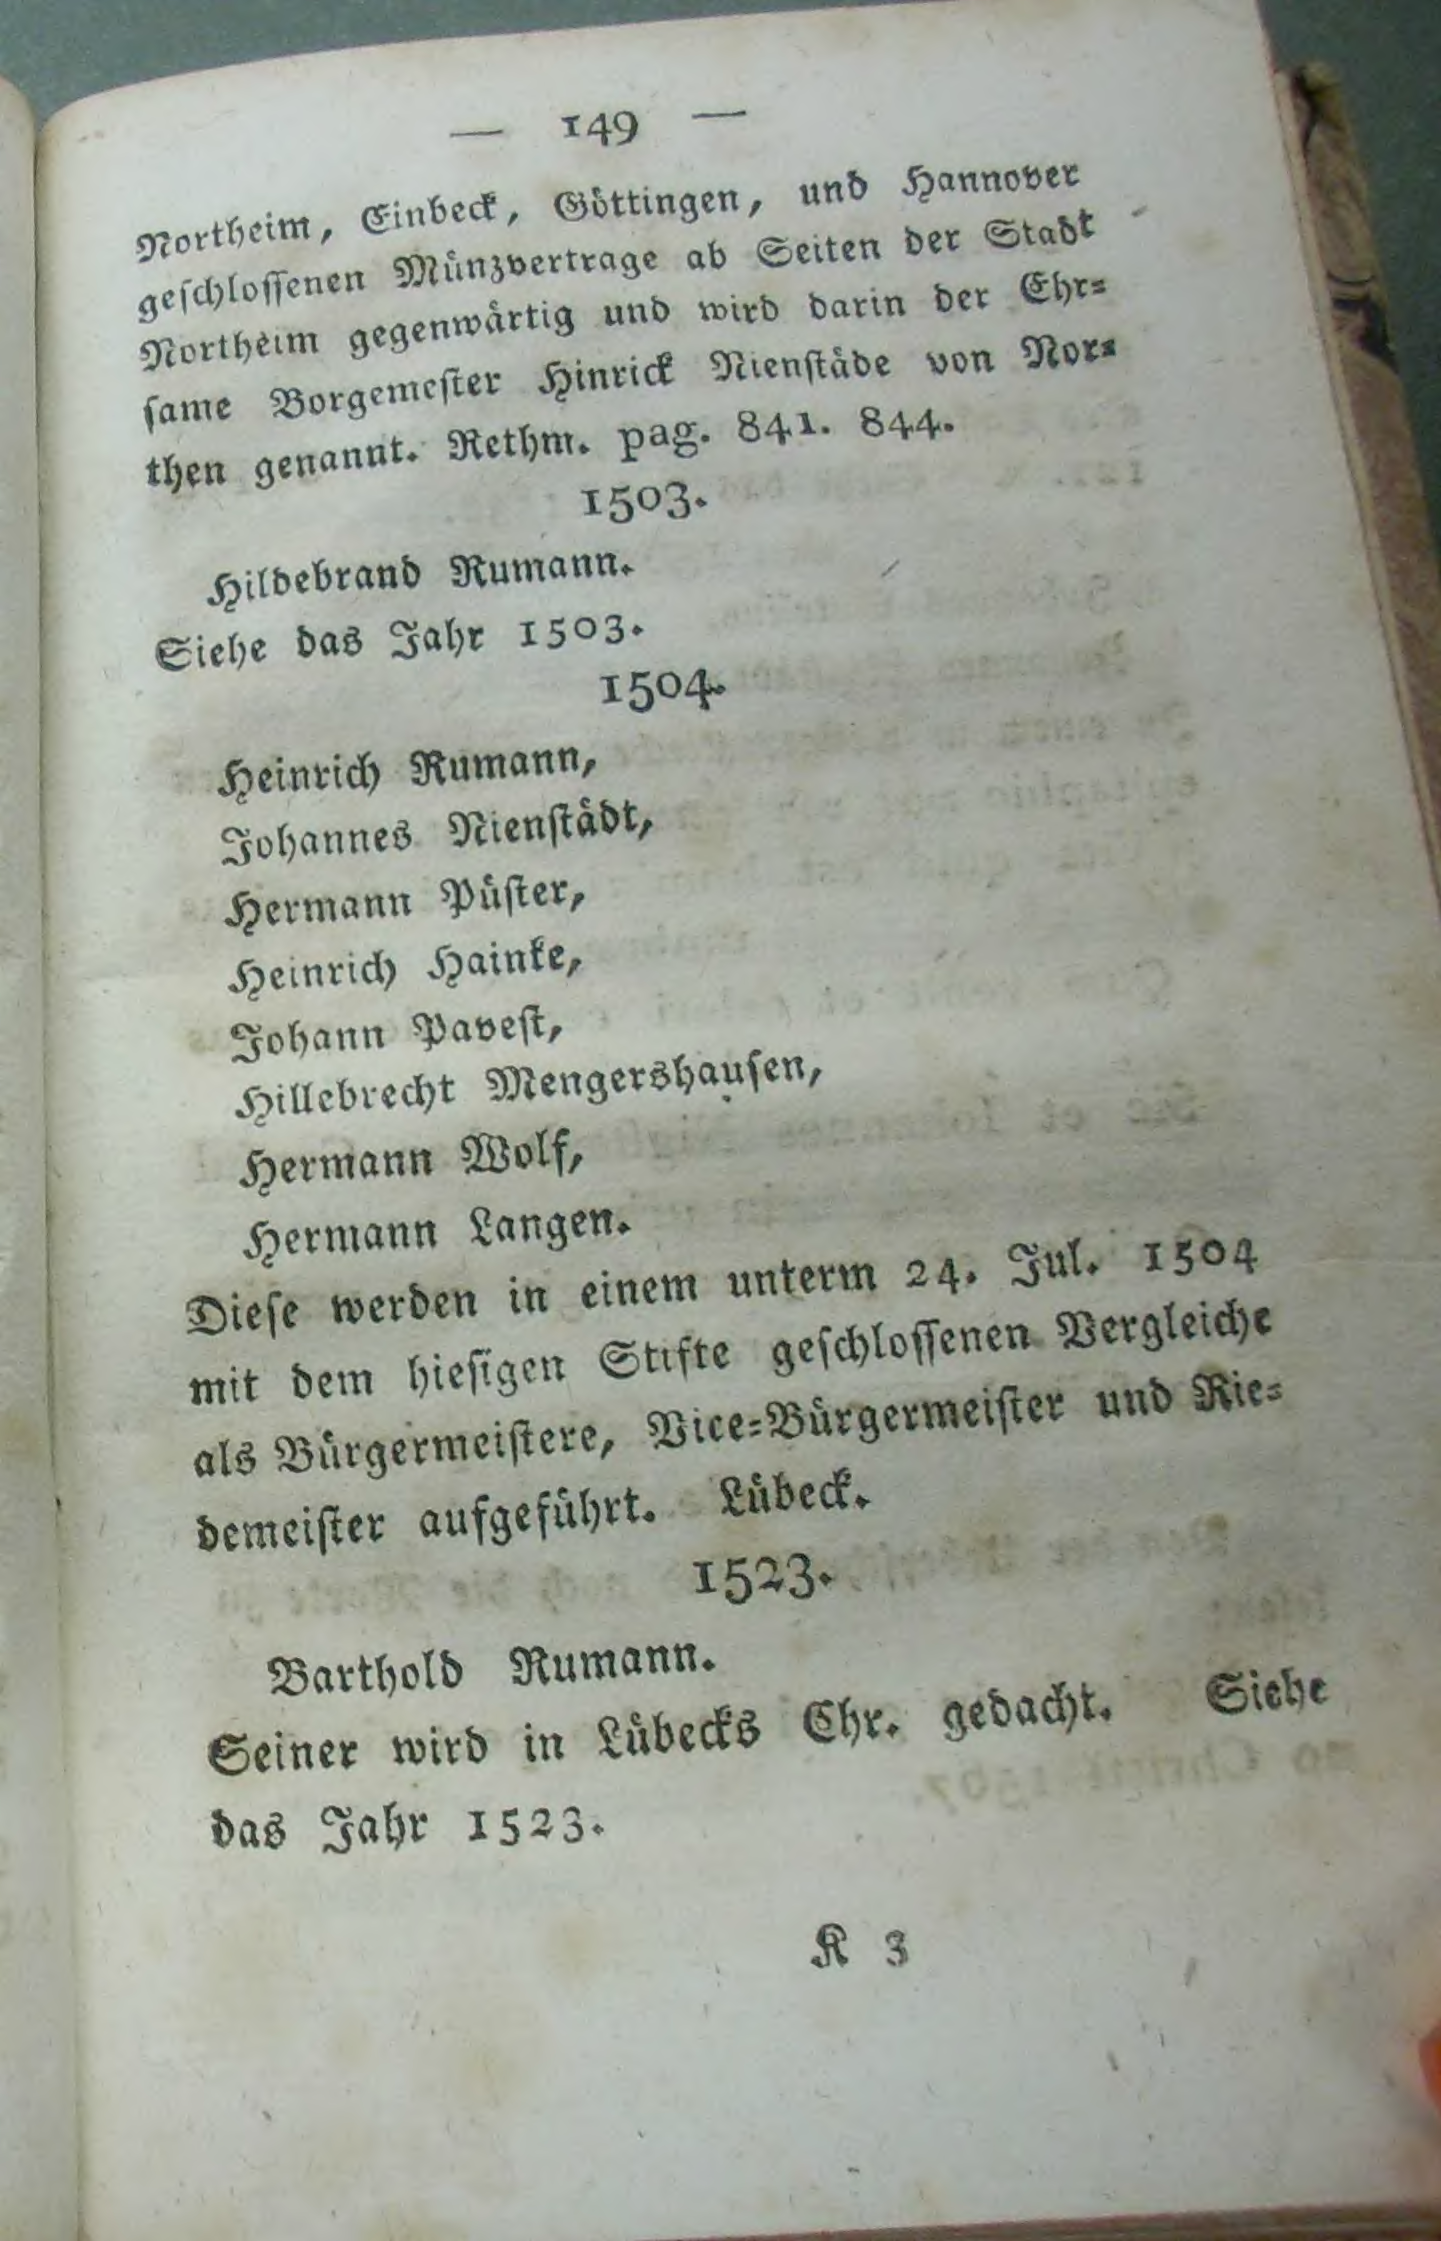 — 149 —
Northeim, Einbeck, Göttingen, und Hannover
geschlossenen Münzvertrage ab Seiten der Stadt
Northeim gegenwärtig und wird darin der Ehr-
same Borgemester Hinrick Nienstäde von Nor-
then genannt. Rethm. pag. 841. 844.
1503.
Hildebrand Rumann.
Siehe das Jahr 1503.
1504.
Heinrich Rumann,
Johannes Nienstädt,
Hermann Püster,
Heinrich Hainke,
Johann Pavest,
Hillebrecht Mengershausen,
Hermann Wolf,
Hermann Langen.
Diese werden in einem unterm 24. Jul. 1504
mit dem hiesigen Stifte geschlossenen Vergleiche
als Bürgermeistere, Vice-Bürgermeister und Rie-
demeister aufgeführt. Lübeck.
1523.
Barthold Rumann.
Seiner wird in Lübecks Chr. gedacht. Siehe
das Jahr 1523.
K 3